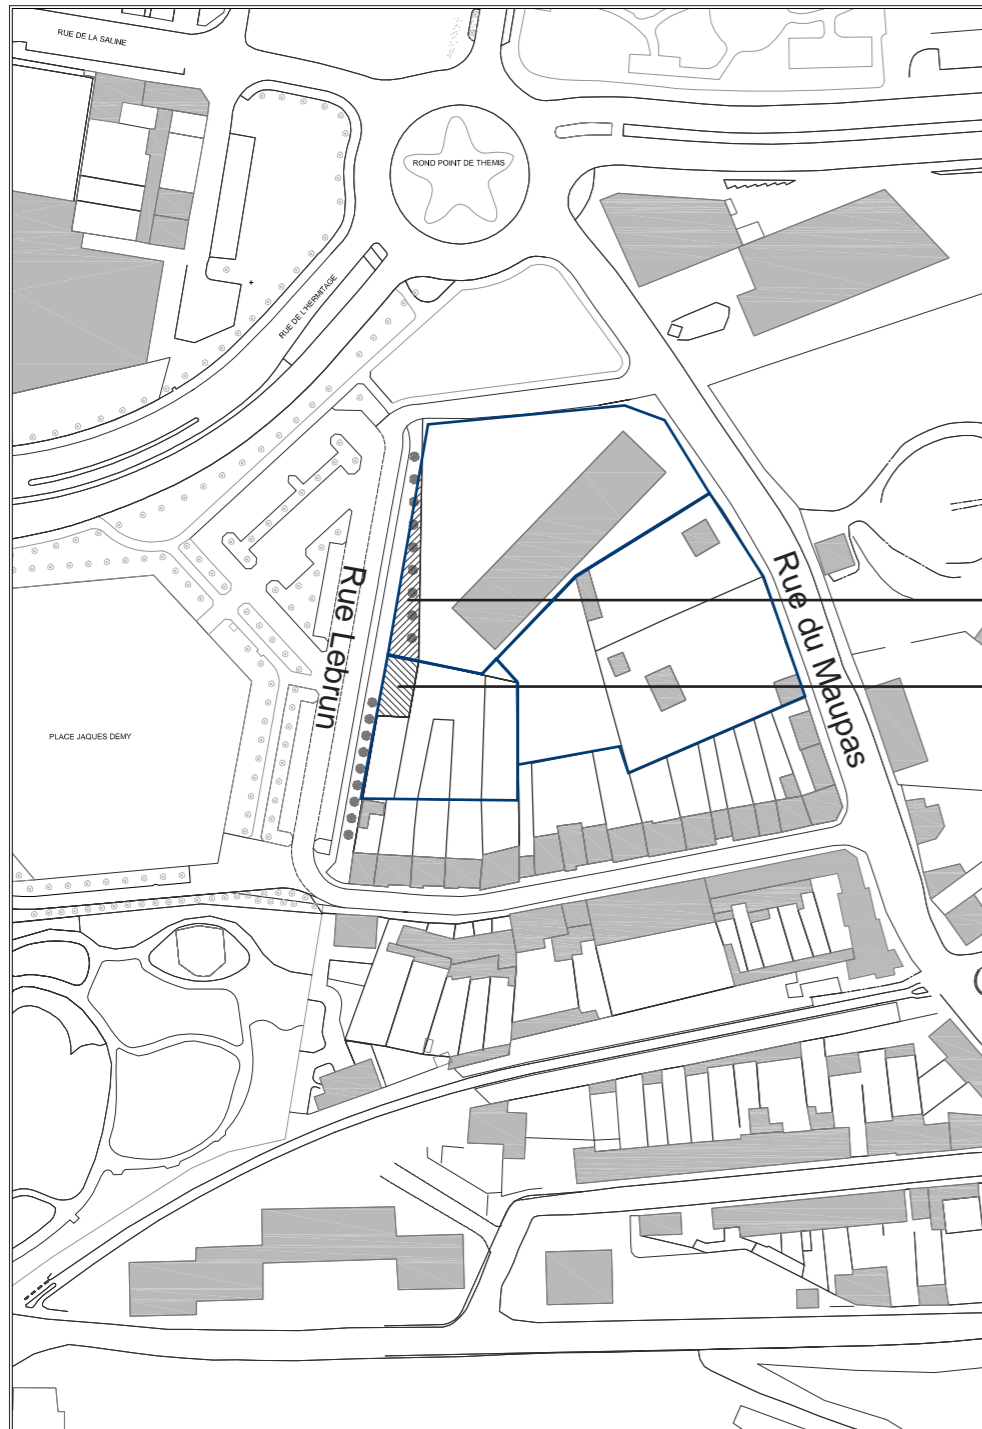 RUE DE LA SALINE
ROND POINT DE THEMIS
RUE DE L'HERMITAGE
Rue Lebrun
Rue du Maupas
PLACE JAQUES DEMY